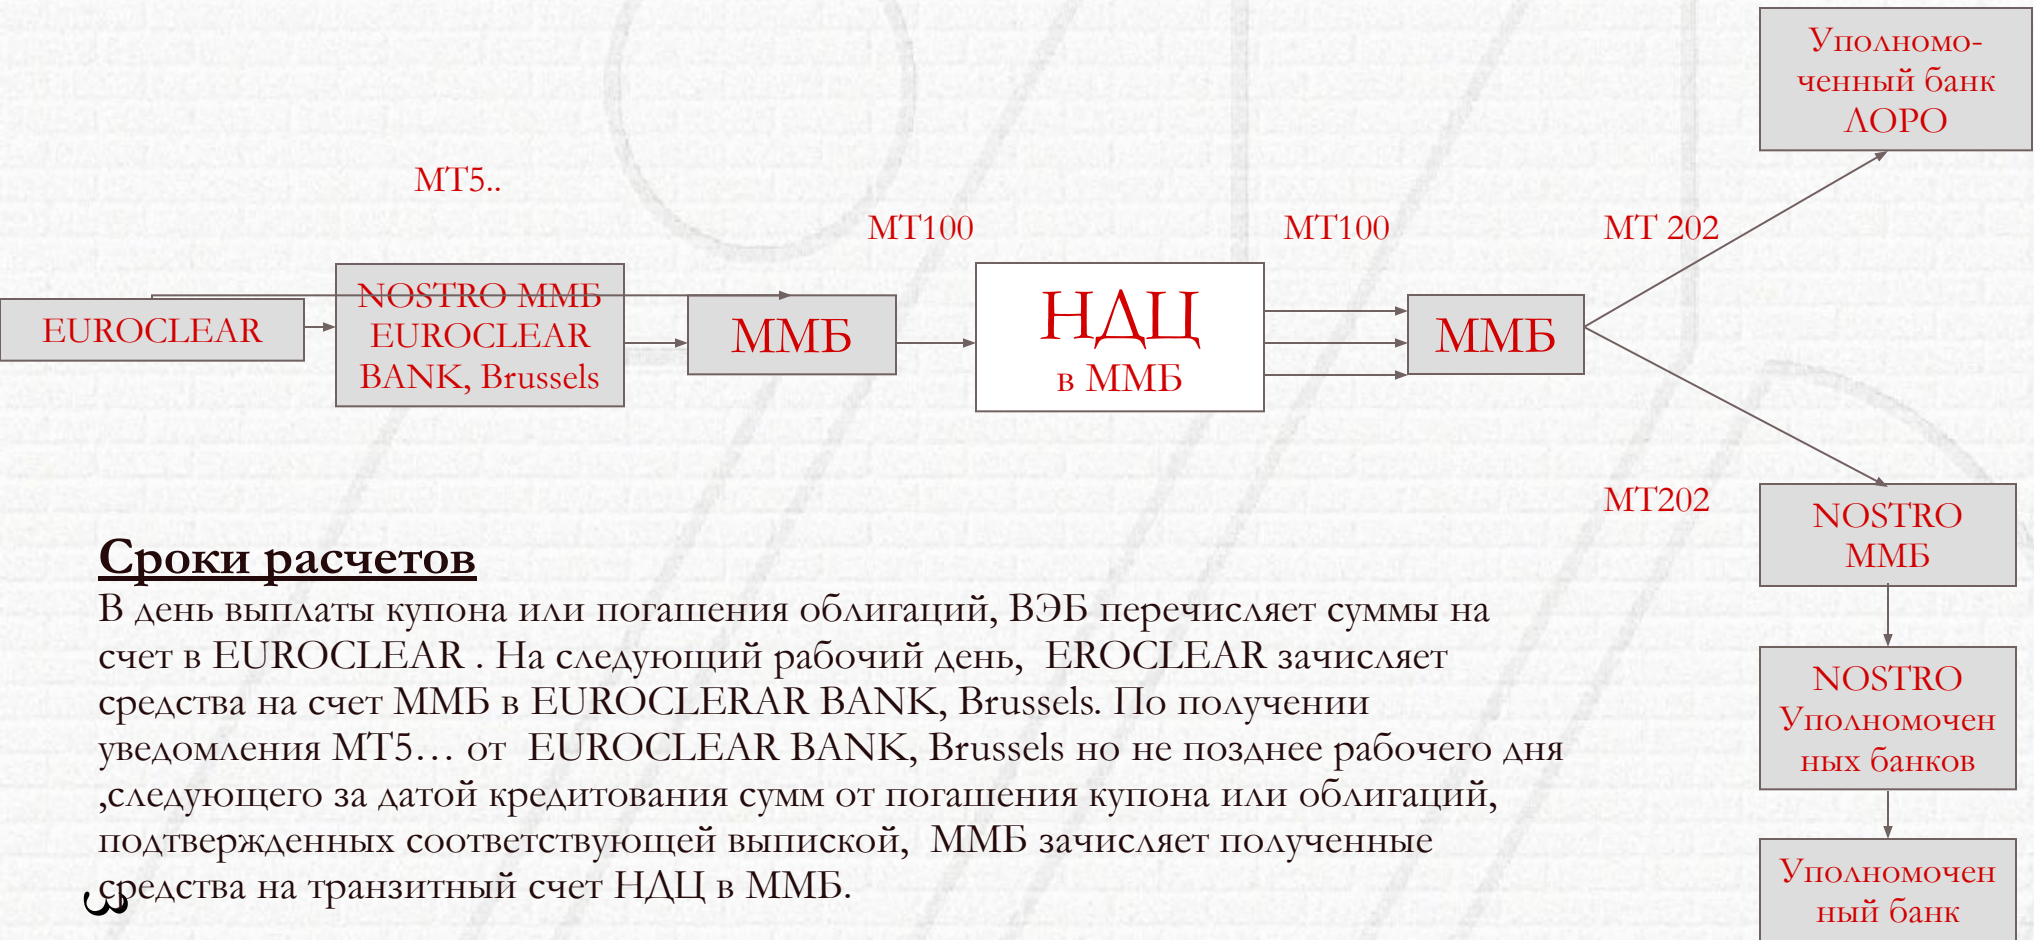 Уполномо-
ченный банк
ЛОРО
МТ5..
МТ100
МТ100
МТ 202
EUROCLEAR
NOSTRO ММБ
EUROCLEAR
BANK, Brussels
ММБ
НДЦ
в ММБ
ММБ
МТ202
NOSTRO
ММБ
NOSTRO
Уполномочен
ных банков
Уполномочен
ный банк
Сроки расчетов
В день выплаты купона или погашения облигаций, ВЭБ перечисляет суммы на
счет в EUROCLEAR . На следующий рабочий день, EROCLEAR зачисляет
средства на счет ММБ в EUROCLERAR BANK, Brussels. По получении
уведомления МТ5… от EUROCLEAR BANK, Brussels но не позднее рабочего дня
,следующего за датой кредитования сумм от погашения купона или облигаций,
подтвержденных соответствующей выпиской, ММБ зачисляет полученные
средства на транзитный счет НДЦ в ММБ.
3